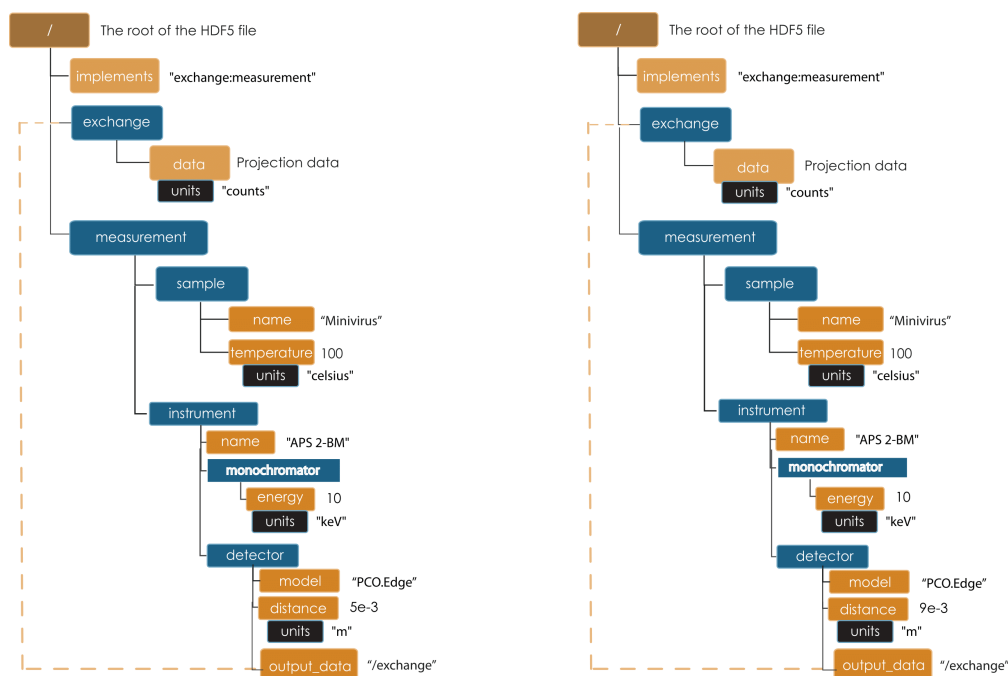 / The root of the HDF5 file
implements "exchange:measurement"
exchange
data Projection data
units "counts"
measurement
sample
name “Minivirus”
temperature 100
units "celsius"
instrument
name "APS 2-BM"
monochromator
energy 10
units "keV"
detector
model “PCO.Edge”
distance 5e-3
units "m"
output_data “/exchange”
/ The root of the HDF5 file
implements "exchange:measurement"
exchange
data Projection data
units "counts"
measurement
sample
name “Minivirus”
temperature 100
units "celsius"
instrument
name "APS 2-BM"
monochromator
energy 10
units "keV"
detector
model “PCO.Edge”
distance 9e-3
units "m"
output_data “/exchange”